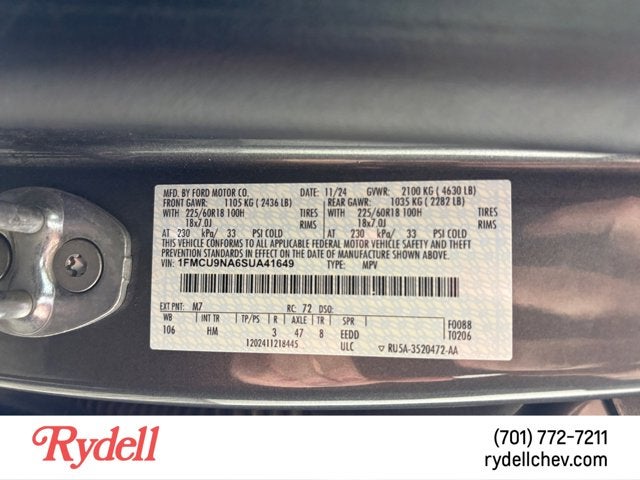 MFD. BY FORD MOTOR CO. DATE: 11/24 GVWR: 2100 KG ( 4630 LB)
FRONT GAWR: 1105 KG ( 2436 LB) REAR GAWR: 1035 KG ( 2282 LB)
WITH 225/60R18 100H TIRES WITH 225/60R18 100H TIRES
18x7.0J RIMS 18x7.0J RIMS
AT 230 kPa/ 33 PSI COLD AT 230 kPa/ 33 PSI COLD
THIS VEHICLE CONFORMS TO ALL APPLICABLE FEDERAL MOTOR VEHICLE SAFETY AND BUMPER
STANDARDS AND THEFT PREVENTION STANDARD IN EFFECT ON THE DATE OF MANUFACTURE SHOWN ABOVE.
VIN: 1FMCU9NA6SUA41649 TYPE: MPV
EXT PNT: M7 RC: 72 DSO:
WB INT TR TP/PS R AXLE TR SPR F0088
106 HM 3 47 8 EEDD T0206
1202411218445 ULC RU5A-3520472-AA
Rydell
(701) 772-7211
rydellchev.com